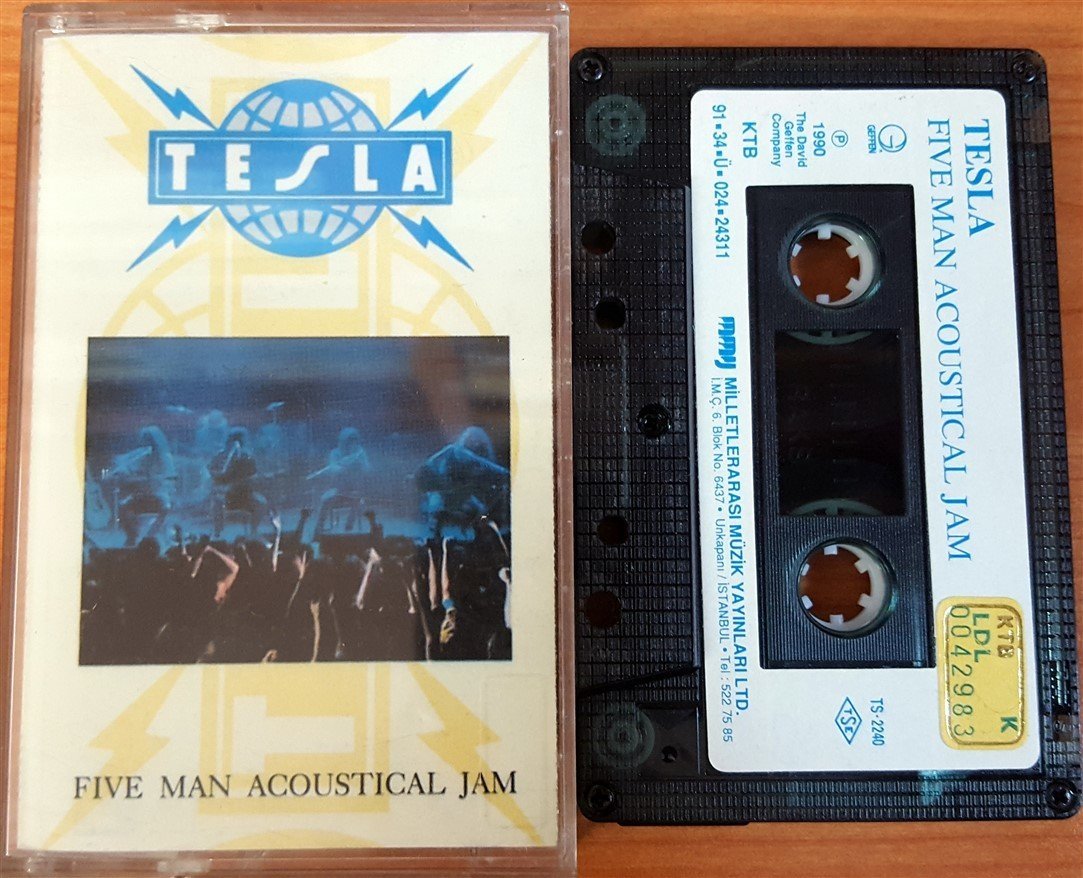 TESLA
FIVE MAN ACOUSTICAL JAM
TESLA
FIVE MAN ACOUSTICAL JAM
GEFFEN
℗
1990
The David
Geffen
Company
KTB
91▪34▪Ü▪024▪24311
MMY MİLLETLERARASI MÜZİK YAYINLARI LTD.
İ.M.Ç. 6. Blok No. 6437 • Unkapanı / İSTANBUL • Tel : 522 75 85
TS-2240
TSE
KTB K
LDL
0042983